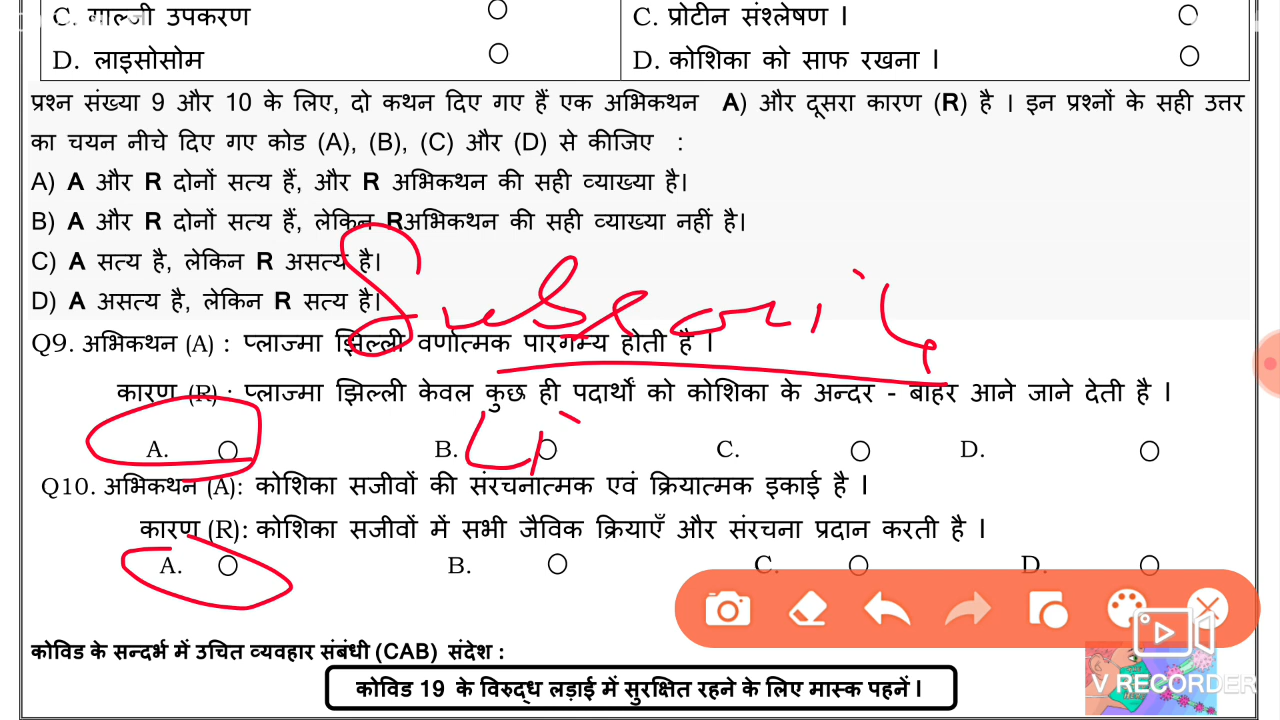 C. गाल्जी उपकरण
C. प्रोटीन संश्लेषण ।
D. लाइसोसोम
D. कोशिका को साफ रखना ।
प्रश्न संख्या 9 और 10 के लिए, दो कथन दिए गए हैं एक अभिकथन A) और दूसरा कारण (R) है । इन प्रश्नों के सही उत्तर
का चयन नीचे दिए गए कोड (A), (B), (C) और (D) से कीजिए :
A) A और R दोनों सत्य हैं, और R अभिकथन की सही व्याख्या है।
B) A और R दोनों सत्य हैं, लेकिन Rअभिकथन की सही व्याख्या नहीं है।
C) A सत्य है, लेकिन R असत्य है।
D) A असत्य है, लेकिन R सत्य है।
Q9. अभिकथन (A) : प्लाज्मा झिल्ली वर्णात्मक पारगम्य होती है ।
कारण (R) : प्लाज्मा झिल्ली केवल कुछ ही पदार्थों को कोशिका के अन्दर - बाहर आने जाने देती है ।
A. B. C. D.
Q10. अभिकथन (A): कोशिका सजीवों की संरचनात्मक एवं क्रियात्मक इकाई है ।
कारण (R): कोशिका सजीवों में सभी जैविक क्रियाएँ और संरचना प्रदान करती है ।
A. B. C. D.
कोविड के सन्दर्भ में उचित व्यवहार संबंधी (CAB) संदेश :
कोविड 19 के विरुद्ध लड़ाई में सुरक्षित रहने के लिए मास्क पहनें ।
V RECORDER